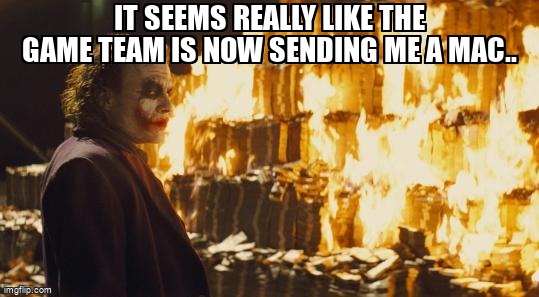 IT SEEMS REALLY LIKE THE
GAME TEAM IS NOW SENDING ME A MAC..
imgflip.com